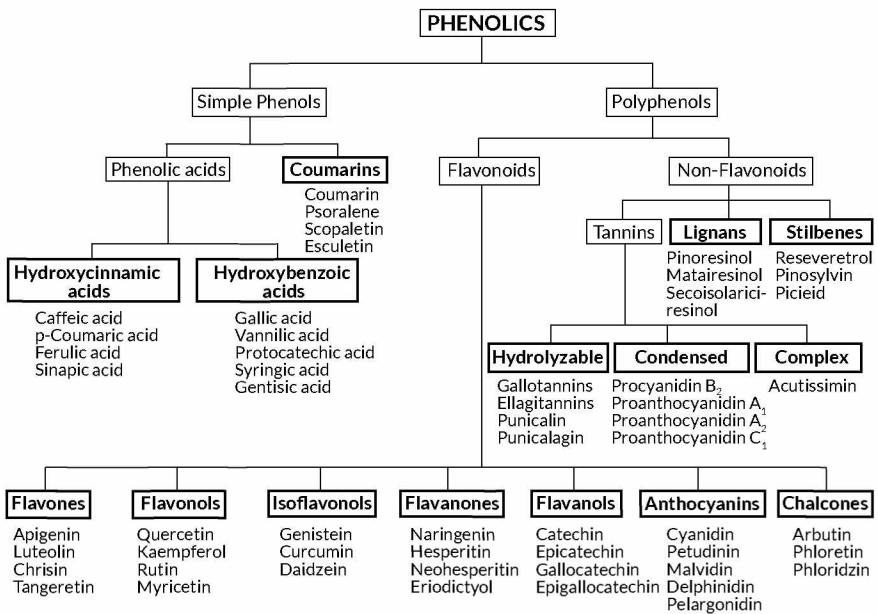 PHENOLICS
Simple Phenols
Polyphenols
Phenolic acids
Coumarins
Coumarin
Psoralene
Scopaletin
Esculetin
Flavonoids
Non-Flavonoids
Hydroxycinnamic
acids
Caffeic acid
p-Coumaric acid
Ferulic acid
Sinapic acid
Hydroxybenzoic
acids
Gallic acid
Vannilic acid
Protocatechic acid
Syringic acid
Gentisic acid
Tannins
Lignans
Pinoresinol
Matairesinol
Secoisolarici-
resinol
Stilbenes
Reseveretrol
Pinosylvin
Picieid
Hydrolyzable
Gallotannins
Ellagitannins
Punicalin
Punicalagin
Condensed
Procyanidin B₂
Proanthocyanidin A₁
Proanthocyanidin A₂
Proanthocyanidin C₁
Complex
Acutissimin
Flavones
Apigenin
Luteolin
Chrisin
Tangeretin
Flavonols
Quercetin
Kaempferol
Rutin
Myricetin
Isoflavonols
Genistein
Curcumin
Daidzein
Flavanones
Naringenin
Hesperitin
Neohesperitin
Eriodictyol
Flavanols
Catechin
Epicatechin
Gallocatechin
Epigallocatechin
Anthocyanins
Cyanidin
Petudinin
Malvidin
Delphinidin
Pelargonidin
Chalcones
Arbutin
Phloretin
Phloridzin